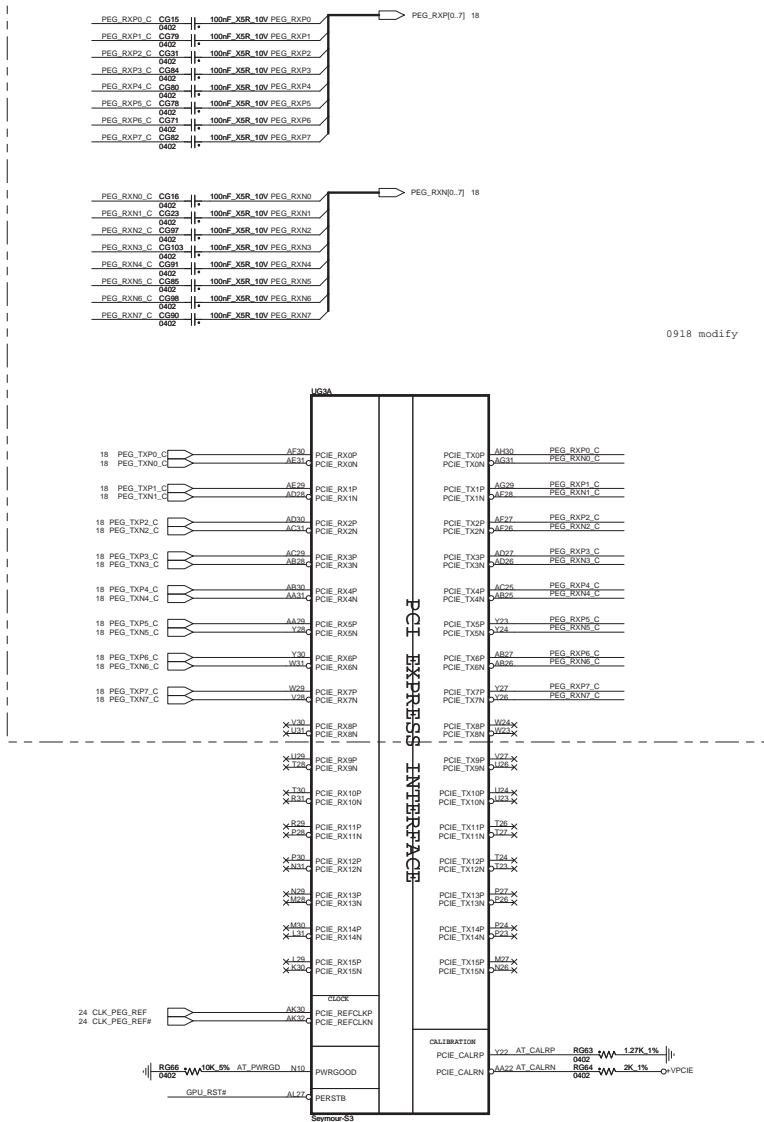 PEG_RXP0_C CG15 100nF_X5R_10V PEG_RXP0
0402
PEG_RXP1_C CG79 100nF_X5R_10V PEG_RXP1
0402
PEG_RXP2_C CG31 100nF_X5R_10V PEG_RXP2
0402
PEG_RXP3_C CG84 100nF_X5R_10V PEG_RXP3
0402
PEG_RXP4_C CG80 100nF_X5R_10V PEG_RXP4
0402
PEG_RXP5_C CG78 100nF_X5R_10V PEG_RXP5
0402
PEG_RXP6_C CG71 100nF_X5R_10V PEG_RXP6
0402
PEG_RXP7_C CG82 100nF_X5R_10V PEG_RXP7
0402
PEG_RXP[0..7] 18
PEG_RXN0_C CG16 100nF_X5R_10V PEG_RXN0
0402
PEG_RXN1_C CG23 100nF_X5R_10V PEG_RXN1
0402
PEG_RXN2_C CG97 100nF_X5R_10V PEG_RXN2
0402
PEG_RXN3_C CG103 100nF_X5R_10V PEG_RXN3
0402
PEG_RXN4_C CG91 100nF_X5R_10V PEG_RXN4
0402
PEG_RXN5_C CG85 100nF_X5R_10V PEG_RXN5
0402
PEG_RXN6_C CG98 100nF_X5R_10V PEG_RXN6
0402
PEG_RXN7_C CG90 100nF_X5R_10V PEG_RXN7
0402
PEG_RXN[0..7] 18
0918 modify
UG3A
18 PEG_TXP0_C AF30 PCIE_RX0P PCIE_TX0P AH30 PEG_RXP0_C
18 PEG_TXN0_C AE31 PCIE_RX0N PCIE_TX0N AG31 PEG_RXN0_C
18 PEG_TXP1_C AE29 PCIE_RX1P PCIE_TX1P AG29 PEG_RXP1_C
18 PEG_TXN1_C AD28 PCIE_RX1N PCIE_TX1N AF28 PEG_RXN1_C
18 PEG_TXP2_C AD30 PCIE_RX2P PCIE_TX2P AF27 PEG_RXP2_C
18 PEG_TXN2_C AC31 PCIE_RX2N PCIE_TX2N AF26 PEG_RXN2_C
18 PEG_TXP3_C AC29 PCIE_RX3P PCIE_TX3P AD27 PEG_RXP3_C
18 PEG_TXN3_C AB28 PCIE_RX3N PCIE_TX3N AD26 PEG_RXN3_C
18 PEG_TXP4_C AB30 PCIE_RX4P PCIE_TX4P AC25 PEG_RXP4_C
18 PEG_TXN4_C AA31 PCIE_RX4N PCIE_TX4N AB25 PEG_RXN4_C
18 PEG_TXP5_C AA29 PCIE_RX5P PCIE_TX5P Y23 PEG_RXP5_C
18 PEG_TXN5_C Y28 PCIE_RX5N PCIE_TX5N Y24 PEG_RXN5_C
18 PEG_TXP6_C Y30 PCIE_RX6P PCIE_TX6P AB27 PEG_RXP6_C
18 PEG_TXN6_C W31 PCIE_RX6N PCIE_TX6N AB26 PEG_RXN6_C
18 PEG_TXP7_C W29 PCIE_RX7P PCIE_TX7P Y27 PEG_RXP7_C
18 PEG_TXN7_C V28 PCIE_RX7N PCIE_TX7N Y26 PEG_RXN7_C
V30 PCIE_RX8P PCIE_TX8P W24
U31 PCIE_RX8N PCIE_TX8N W23
U29 PCIE_RX9P PCIE_TX9P V27
T28 PCIE_RX9N PCIE_TX9N U26
T30 PCIE_RX10P PCIE_TX10P U24
R31 PCIE_RX10N PCIE_TX10N U23
R29 PCIE_RX11P PCIE_TX11P T26
P28 PCIE_RX11N PCIE_TX11N T27
P30 PCIE_RX12P PCIE_TX12P T24
N31 PCIE_RX12N PCIE_TX12N T23
N29 PCIE_RX13P PCIE_TX13P P27
M28 PCIE_RX13N PCIE_TX13N P26
M30 PCIE_RX14P PCIE_TX14P P24
L31 PCIE_RX14N PCIE_TX14N P23
L29 PCIE_RX15P PCIE_TX15P M27
K30 PCIE_RX15N PCIE_TX15N N26
PCI EXPRESS INTERFACE
CLOCK
24 CLK_PEG_REF AK30 PCIE_REFCLKP
24 CLK_PEG_REF# AK32 PCIE_REFCLKN
CALIBRATION
PCIE_CALRP Y22 AT_CALRP RG63 1.27K_1%
0402
RG66 10K_5% AT_PWRGD N10 PWRGOOD PCIE_CALRN AA22 AT_CALRN RG64 2K_1% +VPCIE
0402 0402
GPU_RST# AL27 PERSTB
Seymour-S3